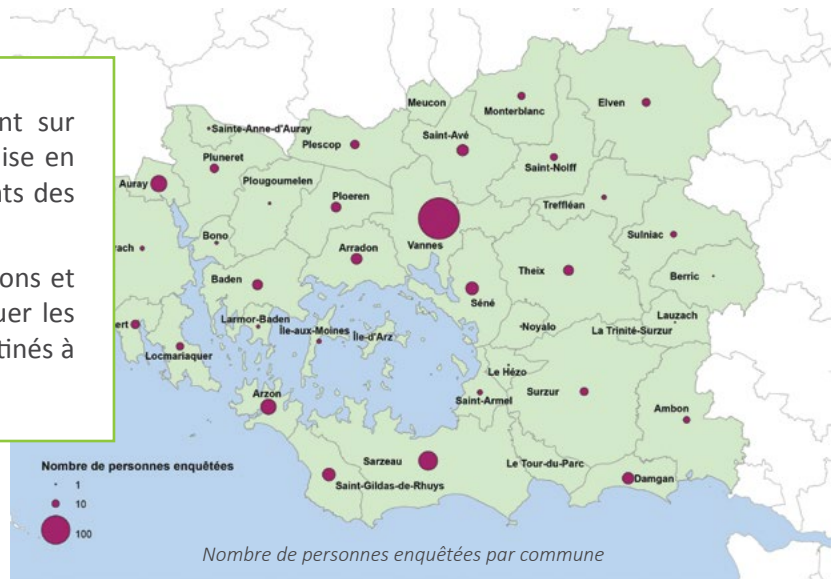 nt sur
ise en
ts des
ons et
uer les
tinés à
Meucon
Monterblanc
Elven
Sainte-Anne-d'Auray
Plescop
Saint-Avé
Pluneret
Saint-Nolff
Auray
Plougoumelen
Ploeren
Treffléan
Bono
Vannes
Sulniac
rach
Arradon
Theix
Baden
Séné
Berric
Larmor-Baden
Île-aux-Moines
Île-d'Arz
Noyalo
Lauzach
La Trinité-Surzur
ert
Locmariaquer
Le Hézo
Arzon
Saint-Armel
Surzur
Ambon
Sarzeau
Le Tour-du-Parc
Saint-Gildas-de-Rhuys
Damgan
Nombre de personnes enquêtées
1
10
100
Nombre de personnes enquêtées par commune